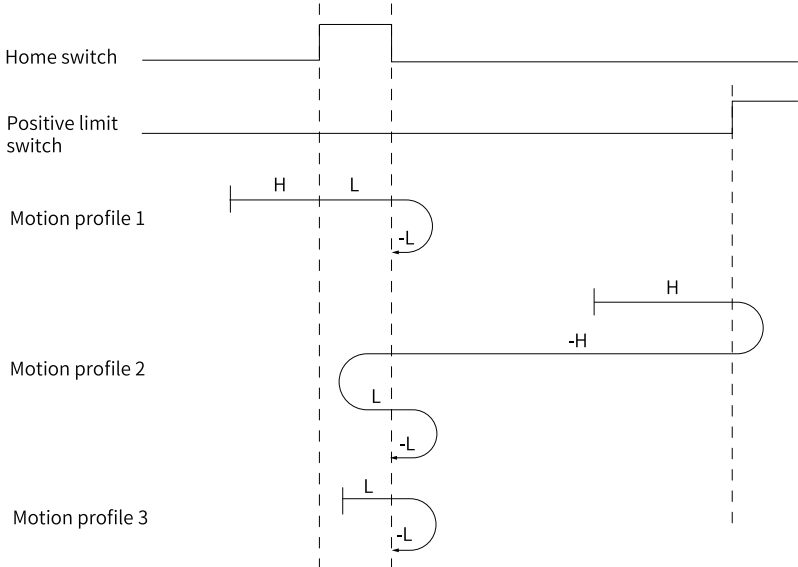 Home switch
Positive limit
switch
H
L
Motion profile 1
-L
H
-H
Motion profile 2
L
-L
L
Motion profile 3
-L